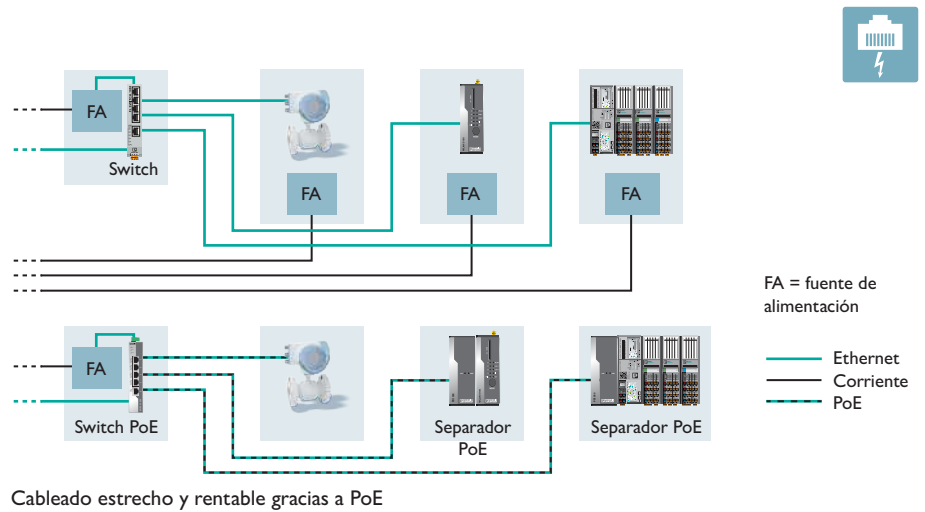 FA
Switch
FA
FA
FA
FA = fuente de
alimentación
Ethernet
Corriente
PoE
FA
Switch PoE
Separador
PoE
Separador PoE
Cableado estrecho y rentable gracias a PoE